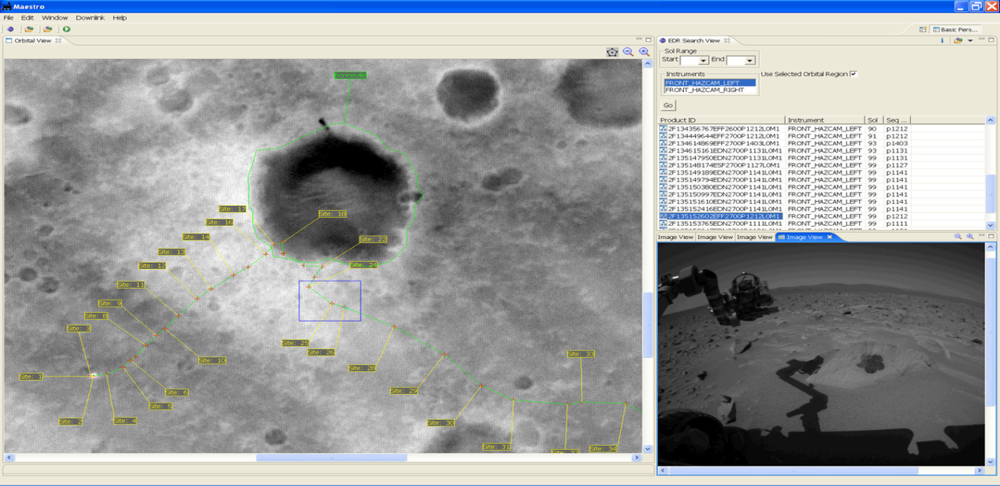 Maestro
File Edit Window Downlink Help
Basic Pers...
Orbital View
Bonneville
Site: 17
Site: 18
Site: 16
Site: 14
Site: 22
Site: 13
Site: 12
Site: 24
Site: 11
Site: 9
Site: 8
Site: 3
Site: 25
Site: 26
Site: 10
Site: 28
Site: 33
Site: 1
Site: 6
Site: 29
Site: 5
Site: 2
Site: 4
Site: 30
Site: 31
Site: 34
EDR Search View
Sol Range
Start End
Instruments
Use Selected Orbital Region
FRONT_HAZCAM_LEFT
FRONT_HAZCAM_RIGHT
Go
Product ID Instrument Sol Seq ...
2F134356767EFF2600P1212L0M1 FRONT_HAZCAM_LEFT 90 p1212
2F134449644EFF2700P1212L0M1 FRONT_HAZCAM_LEFT 91 p1212
2F134614869EFF2700P1403L0M1 FRONT_HAZCAM_LEFT 93 p1403
2F134615161EDN2700P1131L0M1 FRONT_HAZCAM_LEFT 93 p1131
2F135147950EDN2700P1131L0M1 FRONT_HAZCAM_LEFT 99 p1131
2F135148174ESF2700P1127L0M1 FRONT_HAZCAM_LEFT 99 p1127
2F135149189EDN2700P1141L0M1 FRONT_HAZCAM_LEFT 99 p1141
2F135149794EDN2700P1141L0M1 FRONT_HAZCAM_LEFT 99 p1141
2F135150380EDN2700P1141L0M1 FRONT_HAZCAM_LEFT 99 p1141
2F135150997EDN2700P1141L0M1 FRONT_HAZCAM_LEFT 99 p1141
2F135151610EDN2700P1141L0M1 FRONT_HAZCAM_LEFT 99 p1141
2F135152416EDN2700P1141L0M1 FRONT_HAZCAM_LEFT 99 p1141
2F135152602EFF2700P1212L0M1 FRONT_HAZCAM_LEFT 99 p1212
2F135153765EDN2700P1111L0M1 FRONT_HAZCAM_LEFT 99 p1111
Image View Image View Image View Image View